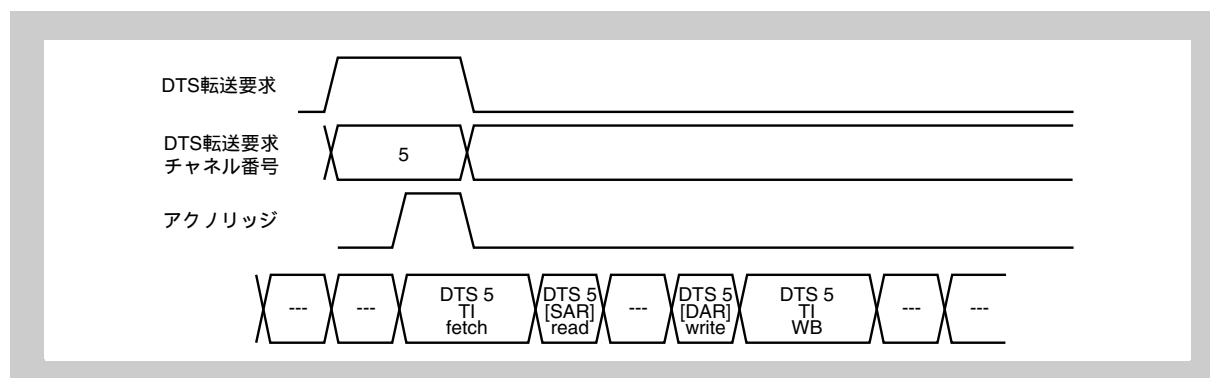 DTS転送要求
DTS転送要求
チャネル番号
5
アクノリッジ
---
---
DTS 5
TI
fetch
DTS 5
[SAR]
read
---
DTS 5
[DAR]
write
DTS 5
TI
WB
---
---